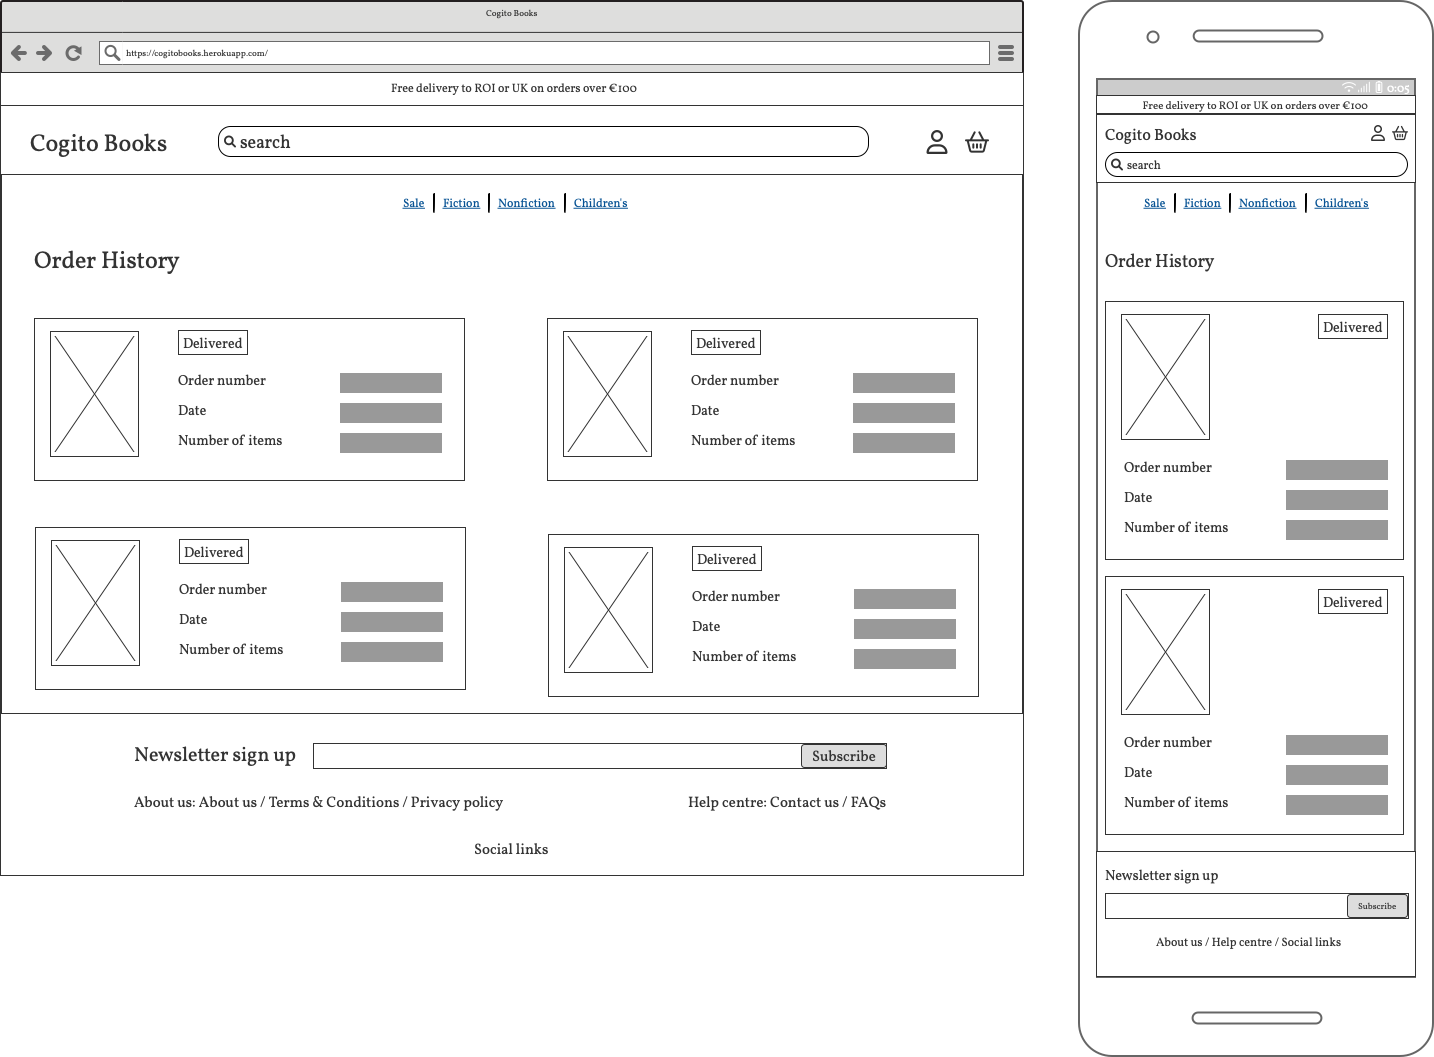 Cogito Books
https://cogitobooks.herokuapp.com/
Free delivery to ROI or UK on orders over €100
Cogito Books
search
Sale Fiction Nonfiction Children's
Order History
Delivered
Order number
Date
Number of items
Delivered
Order number
Date
Number of items
Delivered
Order number
Date
Number of items
Delivered
Order number
Date
Number of items
Newsletter sign up Subscribe
About us: About us / Terms & Conditions / Privacy policy
Help centre: Contact us / FAQs
Social links
0:05
Free delivery to ROI or UK on orders over €100
Cogito Books
search
Sale Fiction Nonfiction Children's
Order History
Delivered
Order number
Date
Number of items
Delivered
Order number
Date
Number of items
Newsletter sign up
Subscribe
About us / Help centre / Social links